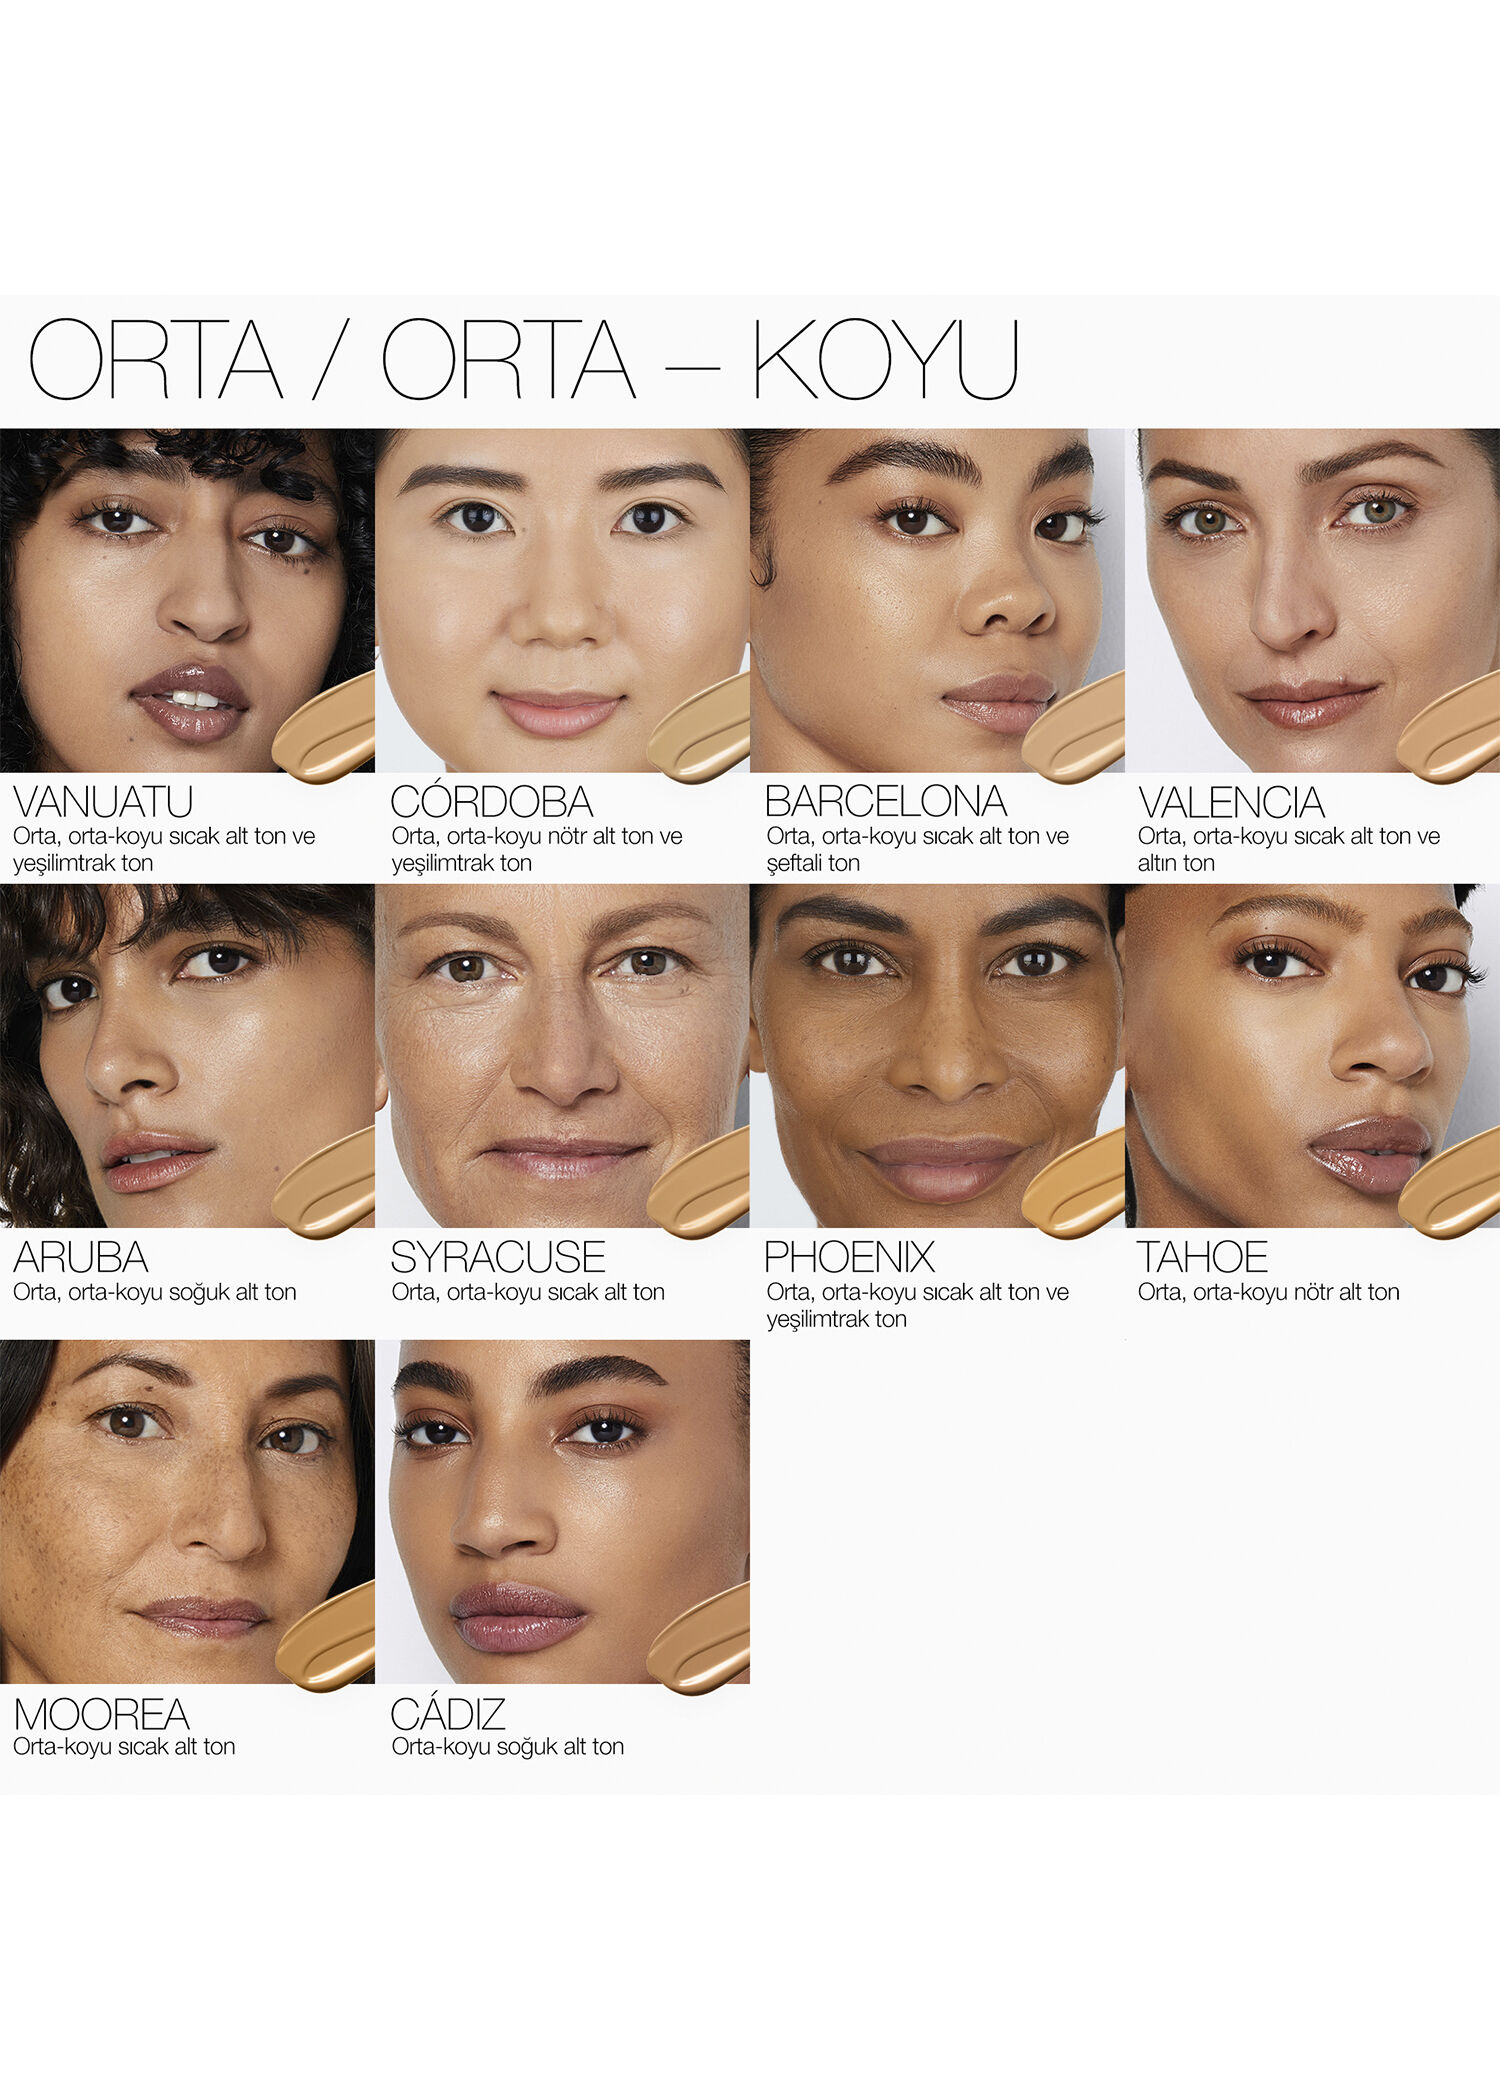 ORTA / ORTA – KOYU
VANUATU
Orta, orta-koyu sıcak alt ton ve
yeşilimtrak ton
CÓRDOBA
Orta, orta-koyu nötr alt ton ve
yeşilimtrak ton
BARCELONA
Orta, orta-koyu sıcak alt ton ve
şeftali ton
VALENCIA
Orta, orta-koyu sıcak alt ton ve
altın ton
ARUBA
Orta, orta-koyu soğuk alt ton
SYRACUSE
Orta, orta-koyu sıcak alt ton
PHOENIX
Orta, orta-koyu sıcak alt ton ve
yeşilimtrak ton
TAHOE
Orta, orta-koyu nötr alt ton
MOOREA
Orta-koyu sıcak alt ton
CÁDIZ
Orta-koyu soğuk alt ton